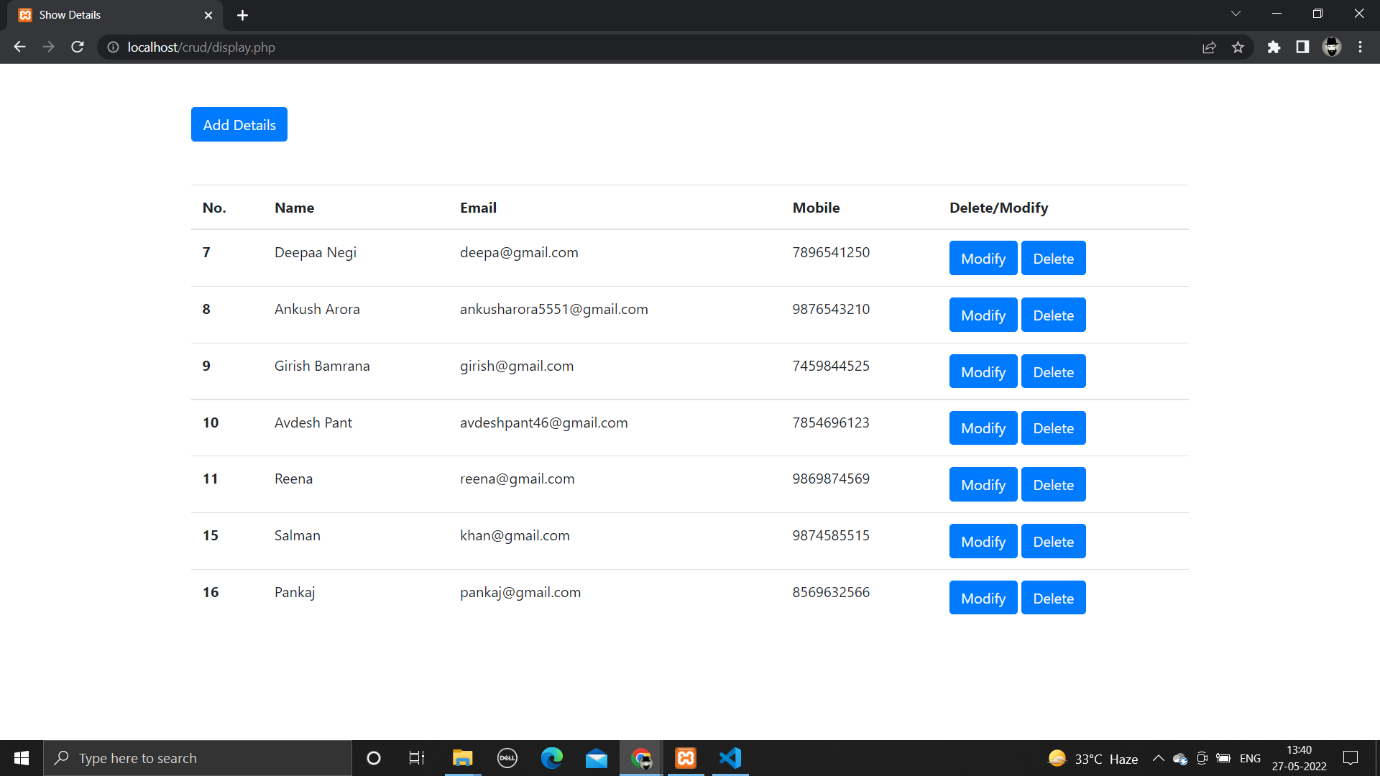 Show Details
localhost/crud/display.php
Add Details
No. Name Email Mobile Delete/Modify
7 Deepaa Negi deepa@gmail.com 7896541250 Modify Delete
8 Ankush Arora ankusharora5551@gmail.com 9876543210 Modify Delete
9 Girish Bamrana girish@gmail.com 7459844525 Modify Delete
10 Avdesh Pant avdeshpant46@gmail.com 7854696123 Modify Delete
11 Reena reena@gmail.com 9869874569 Modify Delete
15 Salman khan@gmail.com 9874585515 Modify Delete
16 Pankaj pankaj@gmail.com 8569632566 Modify Delete
Type here to search DELL 33°C Haze ENG 13:40
27-05-2022